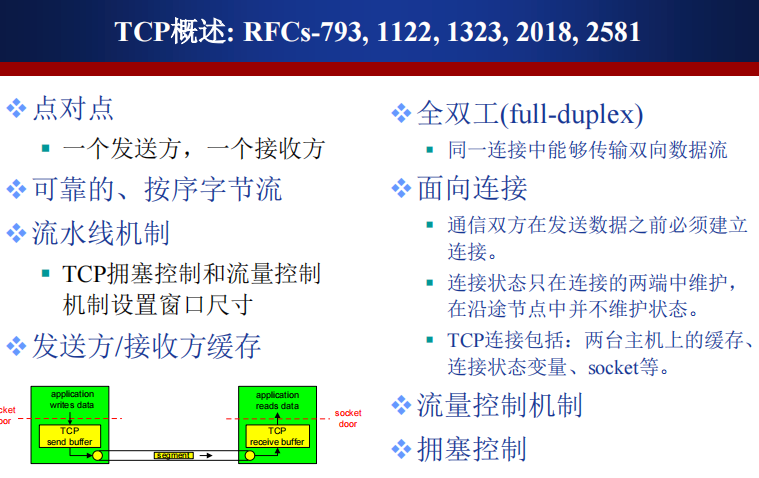 TCP概述: RFCs-793, 1122, 1323, 2018, 2581
点对点
一个发送方，一个接收方
可靠的、按序字节流
流水线机制
TCP拥塞控制和流量控制
机制设置窗口尺寸
发送方/接收方缓存
全双工(full-duplex)
同一连接中能够传输双向数据流
面向连接
通信双方在发送数据之前必须建立
连接。
连接状态只在连接的两端中维护，
在沿途节点中并不维护状态。
TCP连接包括：两台主机上的缓存、
连接状态变量、socket等。
流量控制机制
拥塞控制
application
writes data
cket
oor
TCP
send buffer
segment
application
reads data
TCP
receive buffer
socket
door